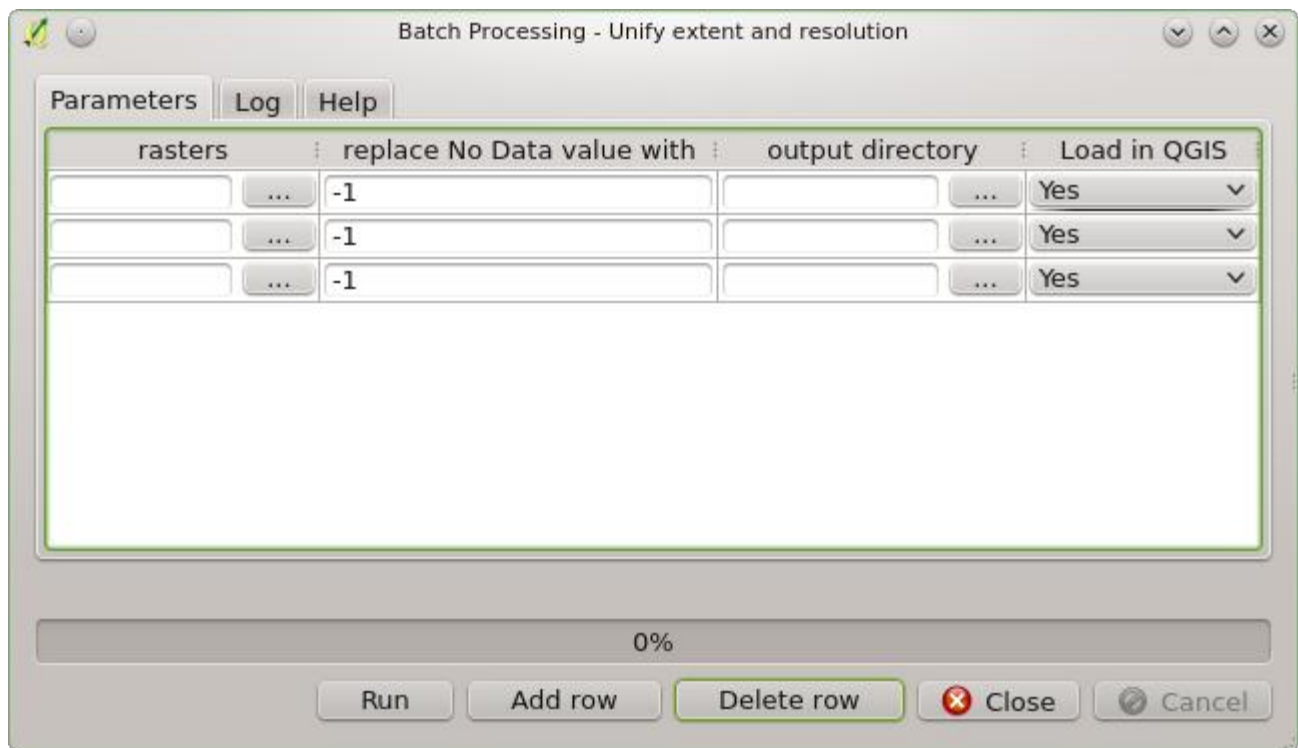 Batch Processing - Unify extent and resolution
Parameters Log Help
rasters replace No Data value with output directory Load in QGIS
... -1 ... Yes
... -1 ... Yes
... -1 ... Yes
0%
Run Add row Delete row Close Cancel